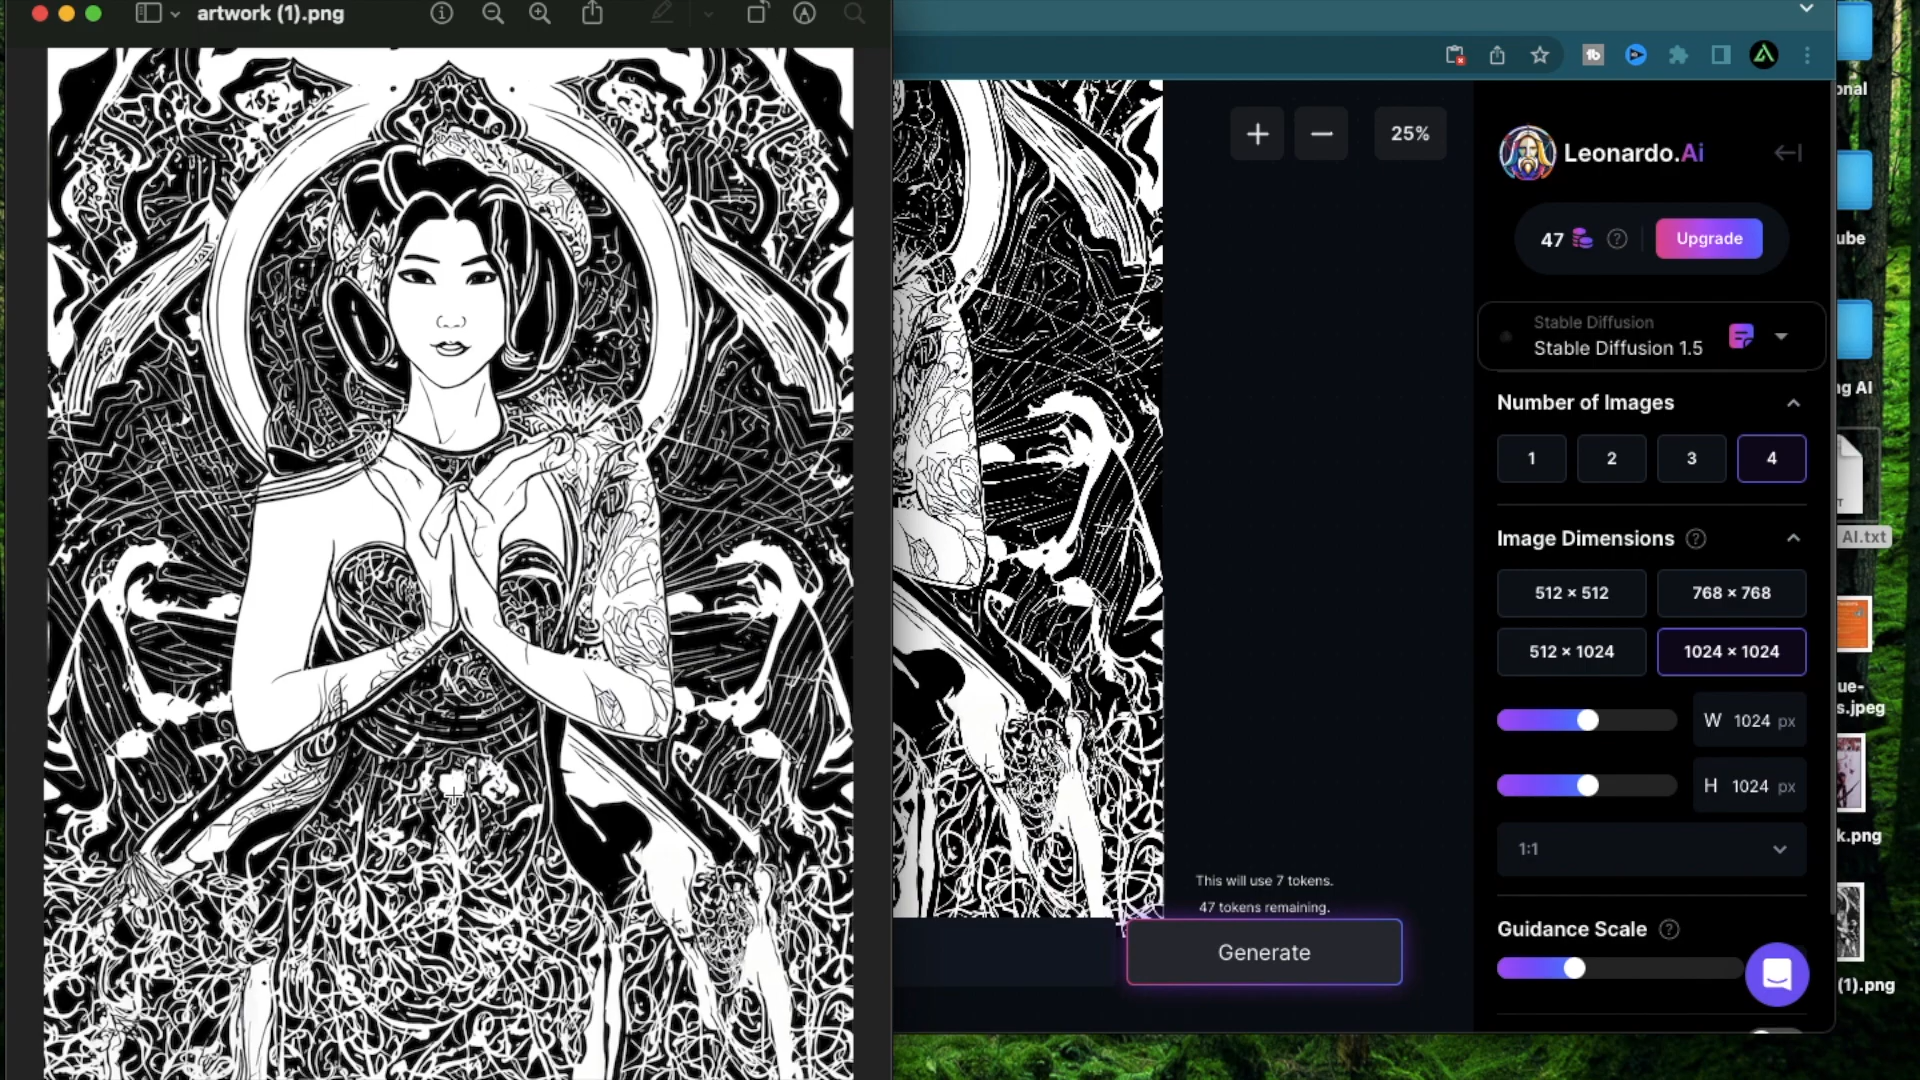 artwork (1).png
tb
onal
25%
Leonardo.Ai
47
Upgrade
ube
Stable Diffusion
Stable Diffusion 1.5
ng AI
Number of Images
1
2
3
4
T
AI.txt
Image Dimensions
512 × 512
768 × 768
512 × 1024
1024 × 1024
ue-
s.jpeg
W 1024 px
H 1024 px
k.png
1:1
This will use 7 tokens.
47 tokens remaining.
Generate
Guidance Scale
(1).png